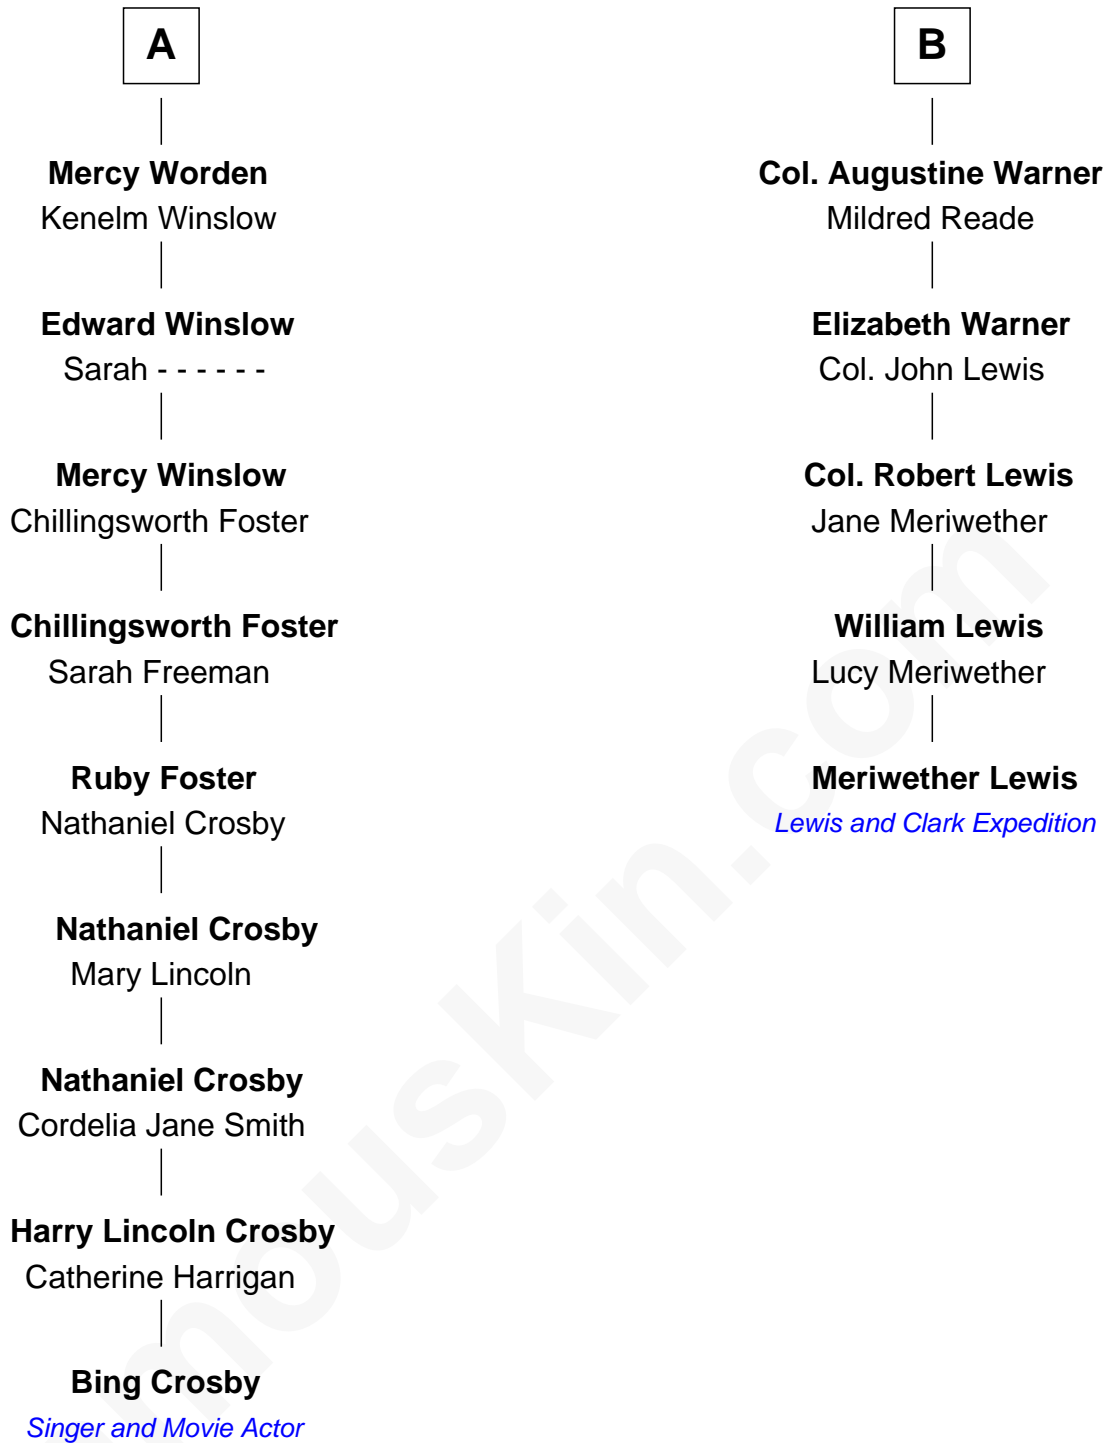 A
Mercy Worden
Kenelm Winslow
Edward Winslow
Sarah - - - - - -
Mercy Winslow
Chillingsworth Foster
Chillingsworth Foster
Sarah Freeman
Ruby Foster
Nathaniel Crosby
Nathaniel Crosby
Mary Lincoln
Nathaniel Crosby
Cordelia Jane Smith
Harry Lincoln Crosby
Catherine Harrigan
Bing Crosby
Singer and Movie Actor
B
Col. Augustine Warner
Mildred Reade
Elizabeth Warner
Col. John Lewis
Col. Robert Lewis
Jane Meriwether
William Lewis
Lucy Meriwether
Meriwether Lewis
Lewis and Clark Expedition
mousKin.com